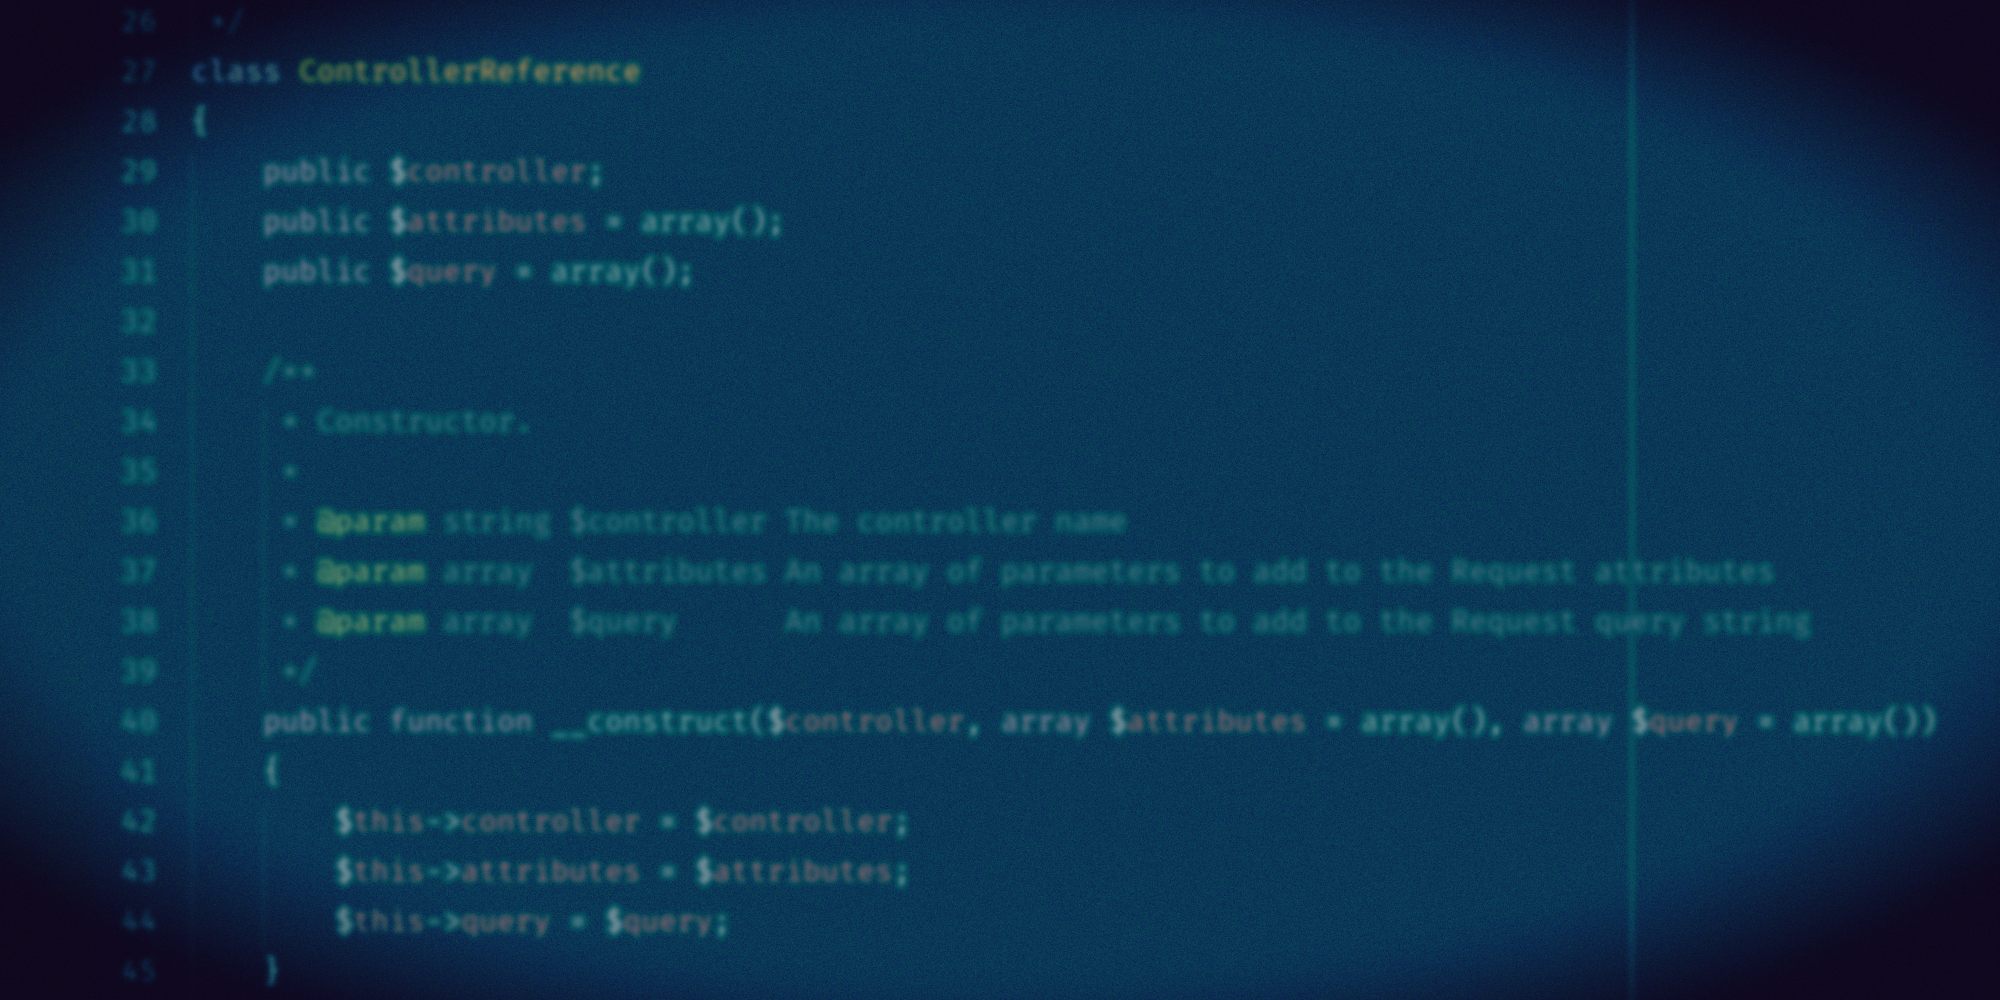 26 */
27 class ControllerReference
28 {
29 public $controller;
30 public $attributes = array();
31 public $query = array();
32
33 /**
34 * Constructor.
35 *
36 * @param string $controller The controller name
37 * @param array $attributes An array of parameters to add to the Request attributes
38 * @param array $query An array of parameters to add to the Request query string
39 */
40 public function __construct($controller, array $attributes = array(), array $query = array())
41 {
42 $this->controller = $controller;
43 $this->attributes = $attributes;
44 $this->query = $query;
45 }